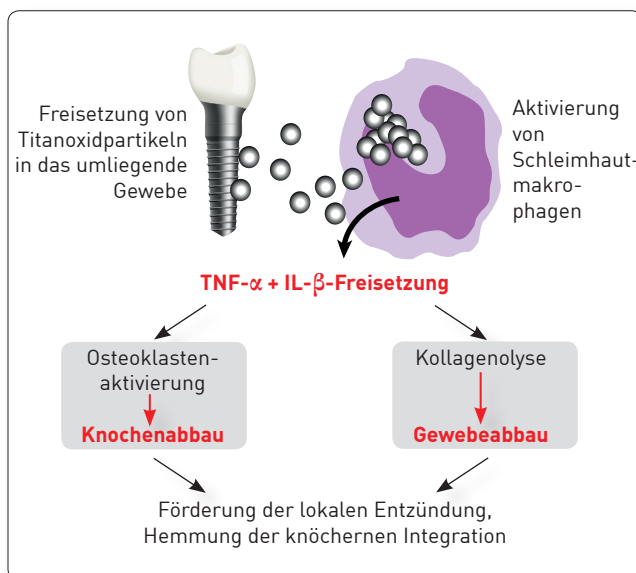 Freisetzung von
Titanoxidpartikeln
in das umliegende
Gewebe
Aktivierung
von
Schleimhaut-
makro-
phagen
TNF-α + IL-β-Freisetzung
Osteoklasten-
aktivierung
Knochenabbau
Kollagenolyse
Gewebeabbau
Förderung der lokalen Entzündung,
Hemmung der knöchernen Integration